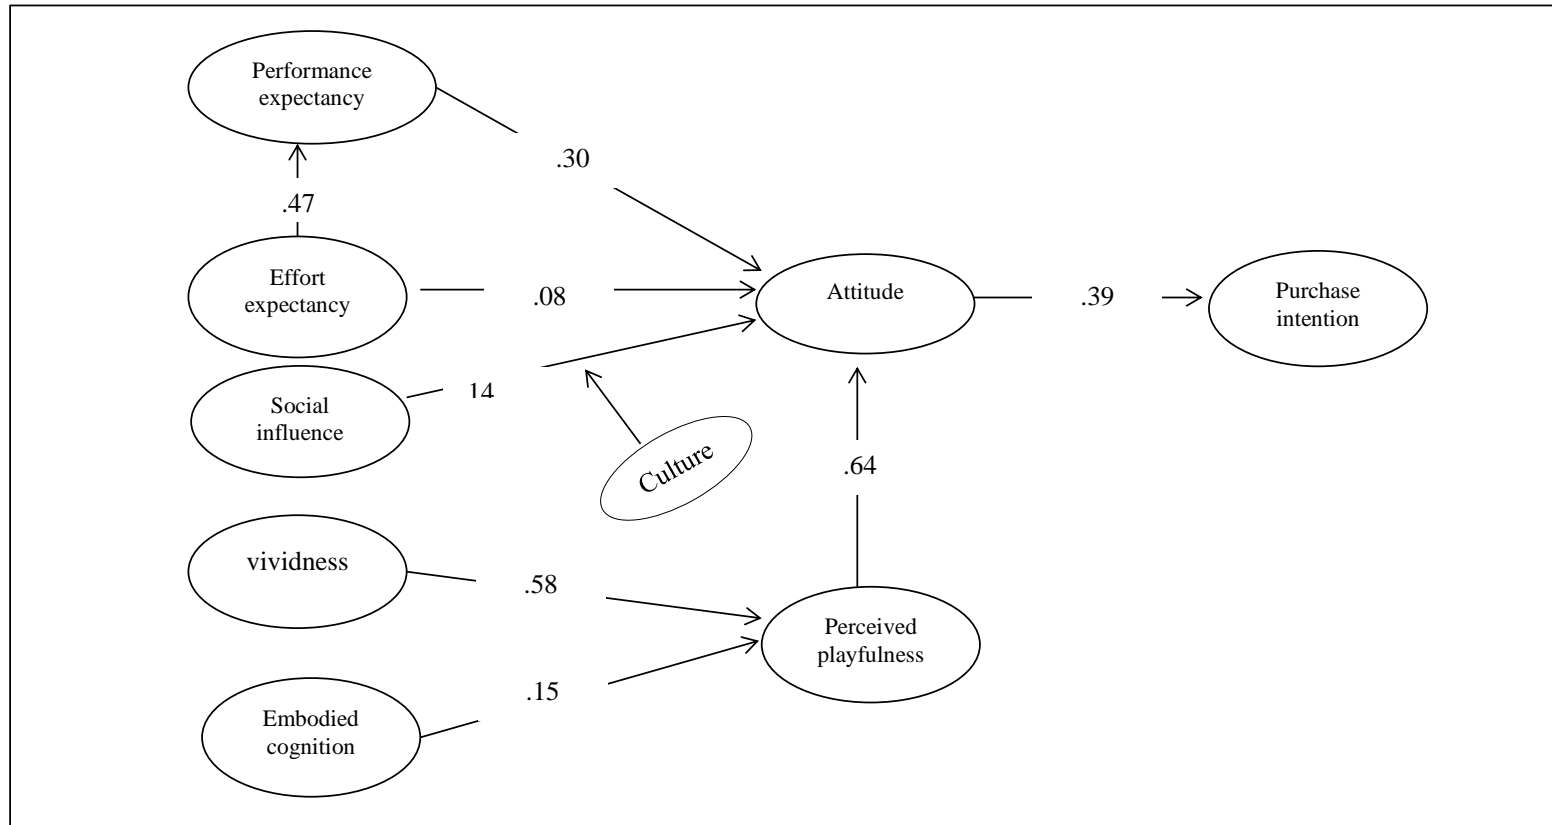 Performance
expectancy
.30
.47
Effort
expectancy
.08
Attitude
.39
Purchase
intention
Social
influence
14
Culture
.64
vividness
.58
Perceived
playfulness
.15
Embodied
cognition